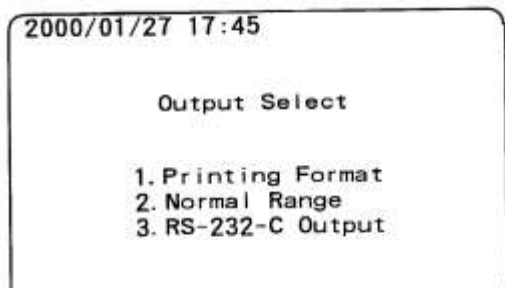 2000/01/27 17:45
Output Select
1. Printing Format
2. Normal Range
3. RS-232-C Output